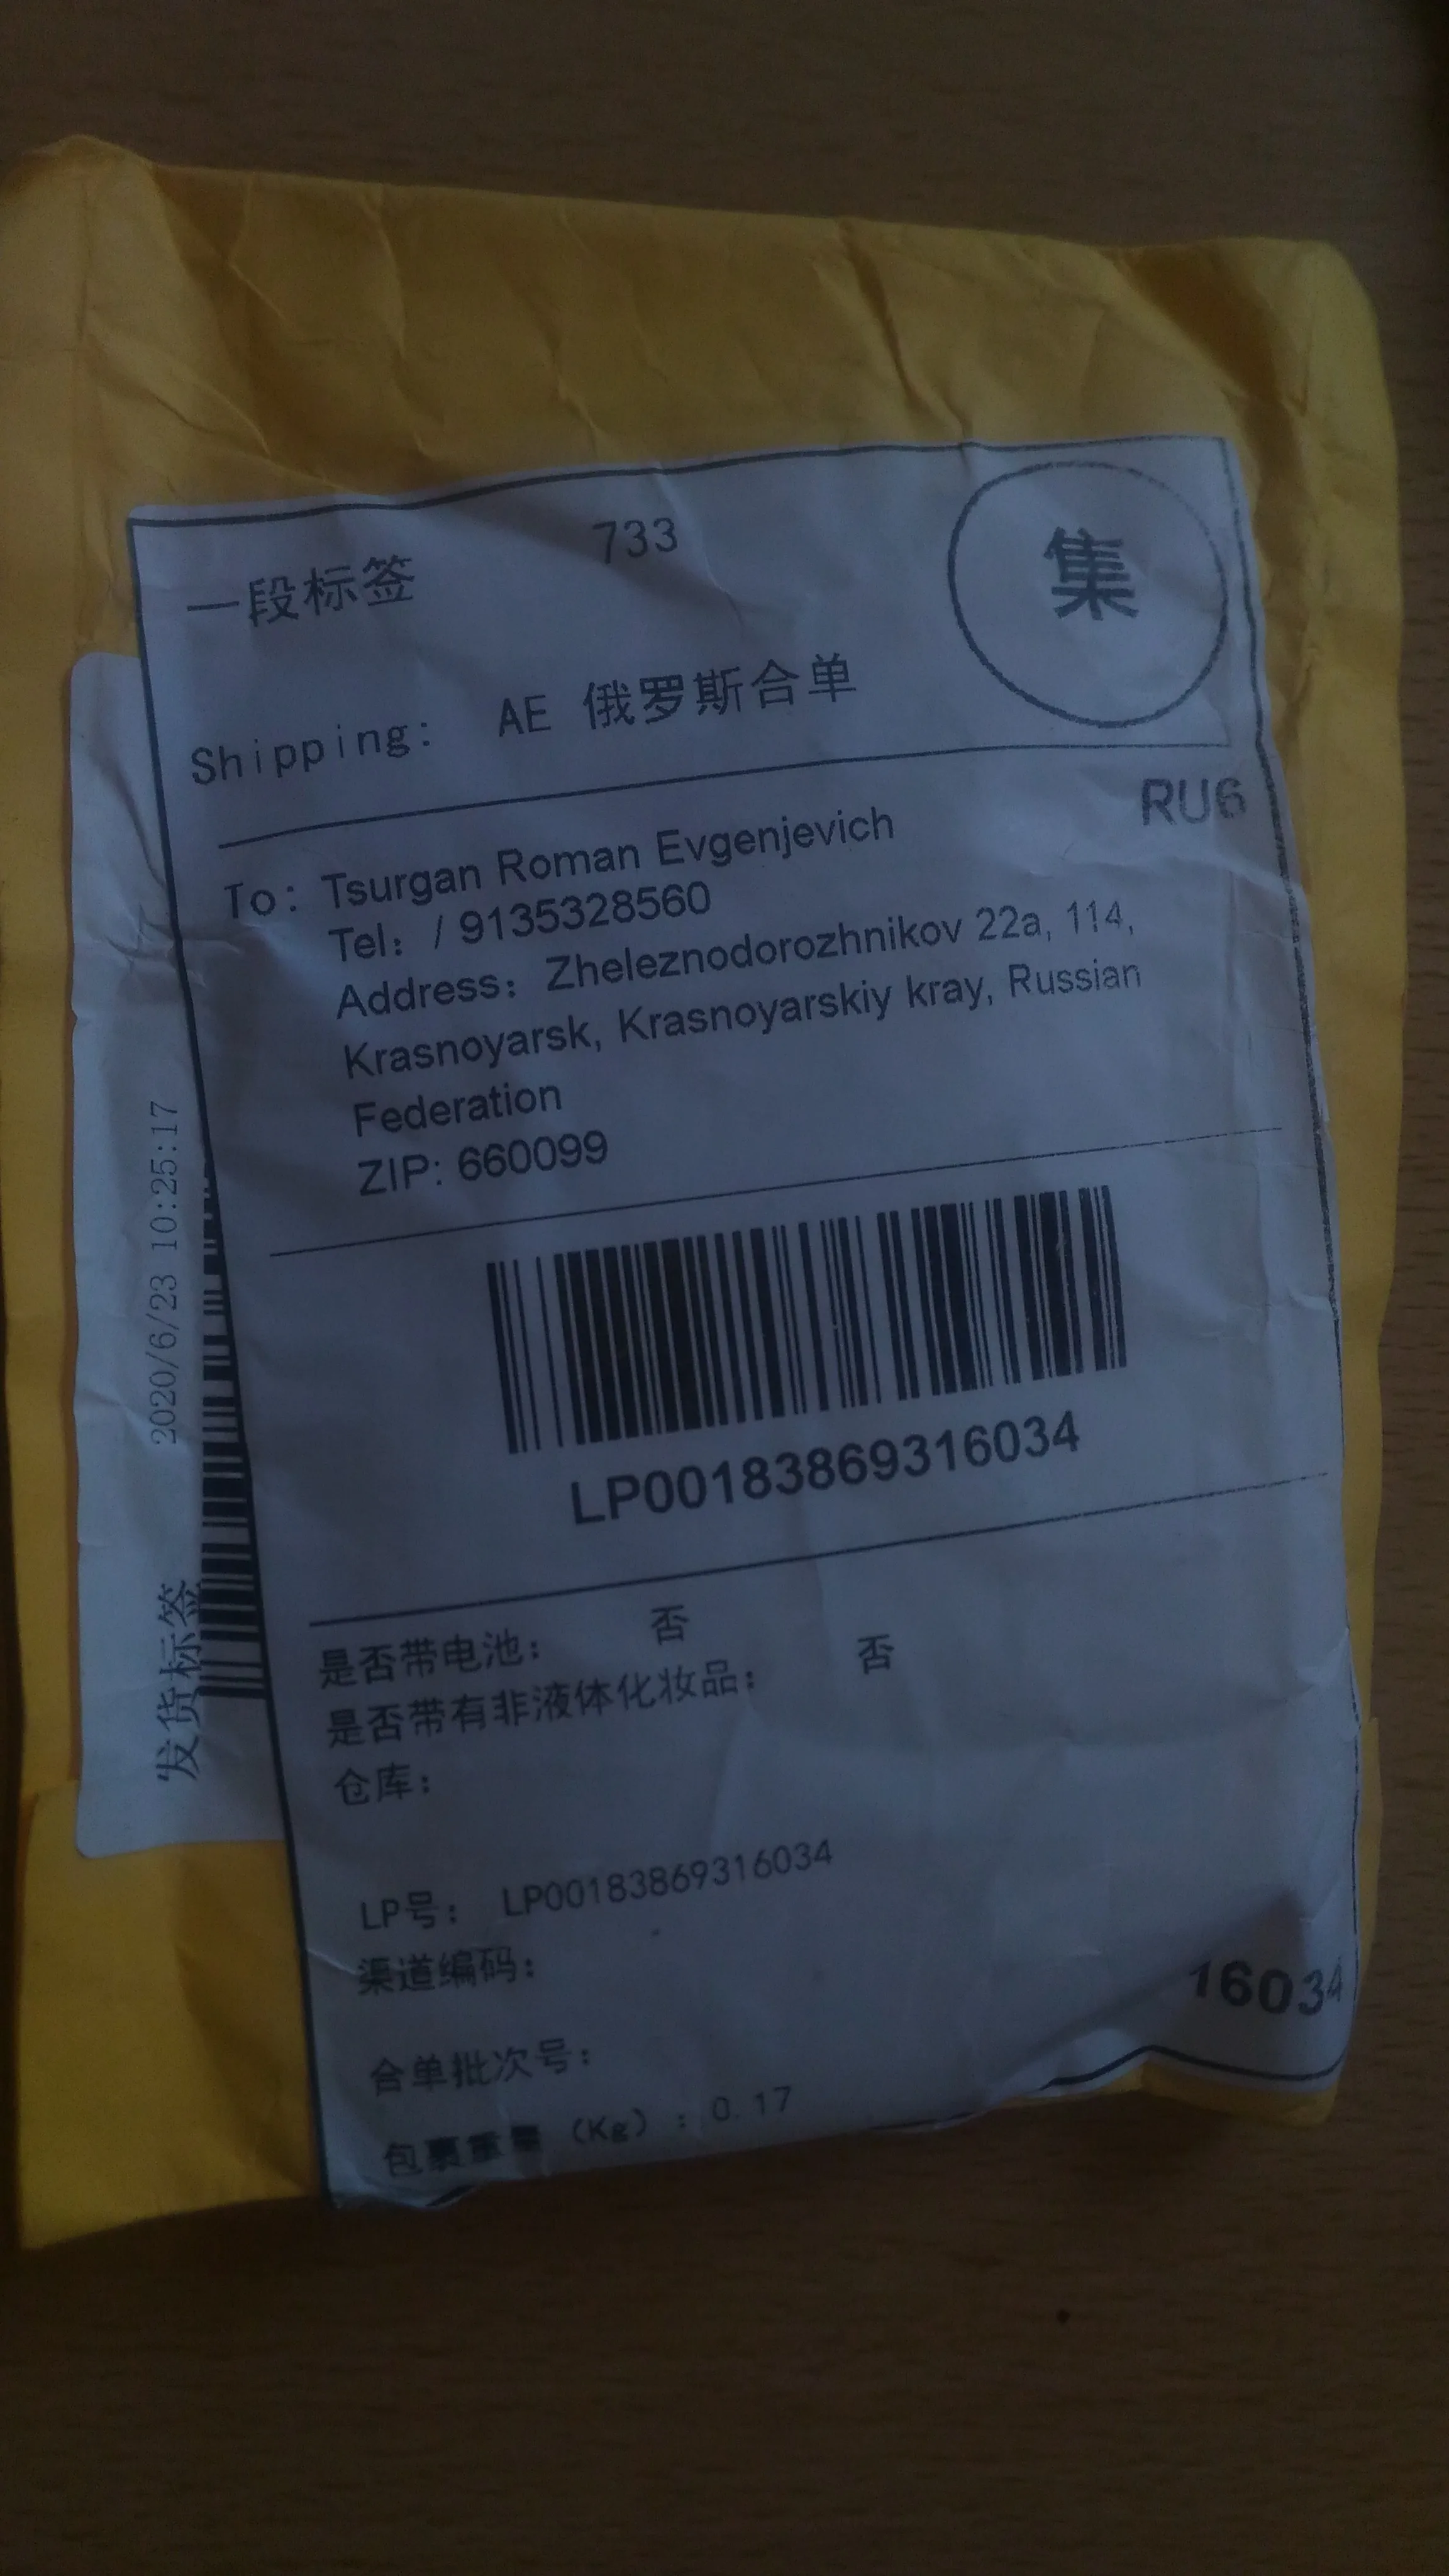 733
集
一段标签
Shipping: AE 俄罗斯合单
RU6
To: Tsurgan Roman Evgenjevich
Tel: / 9135328560
Address: Zheleznodorozhnikov 22a, 114,
Krasnoyarsk, Krasnoyarskiy kray, Russian
Federation
ZIP: 660099
LP00183869316034
是否带电池: 否
是否带有非液体化妆品: 否
仓库:
LP号: LP00183869316034
渠道编码:
16034
合单批次号:
包裹重量 (Kg) : 0.17
发货标签 2020/6/23 10:25:17